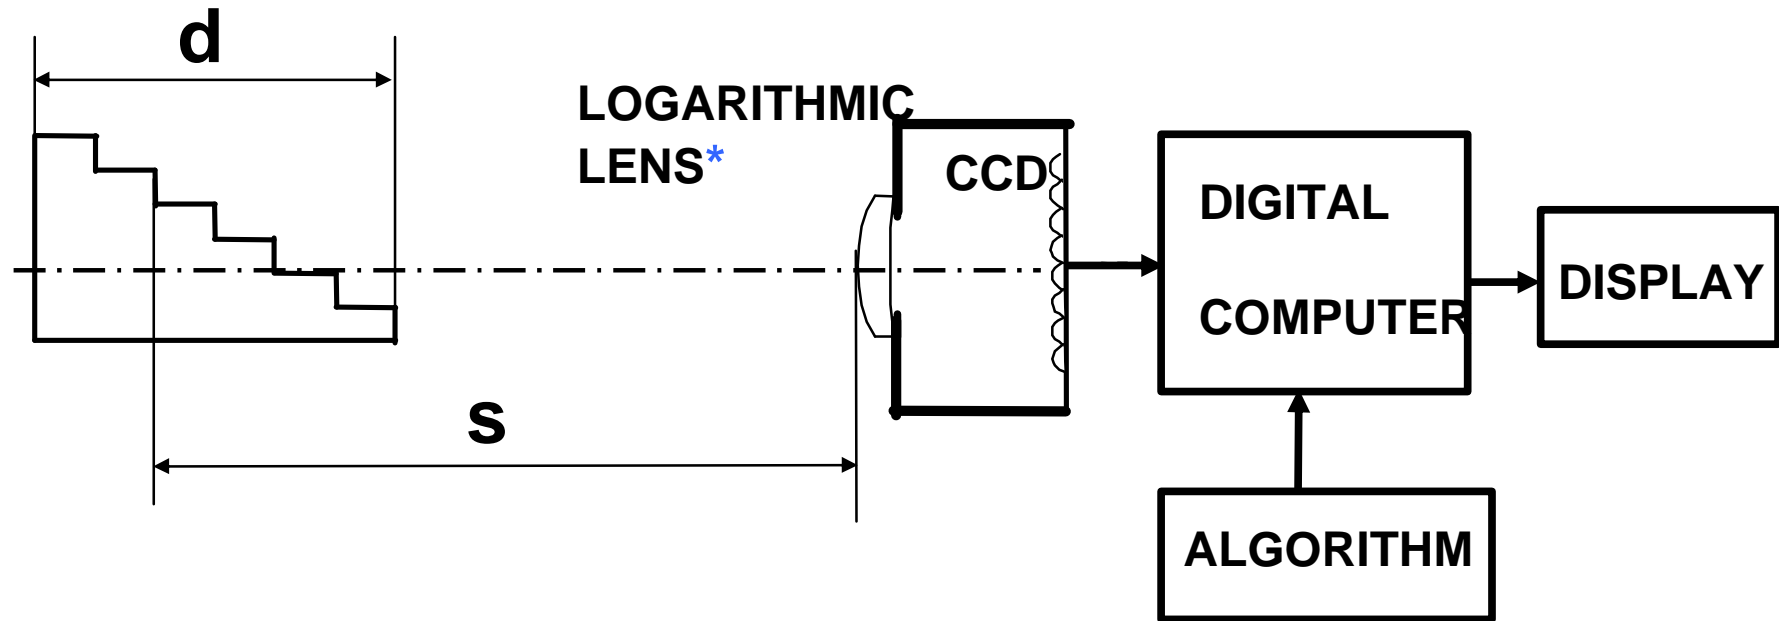 d
LOGARITHMIC
LENS*
CCD
DIGITAL
COMPUTER
DISPLAY
s
ALGORITHM